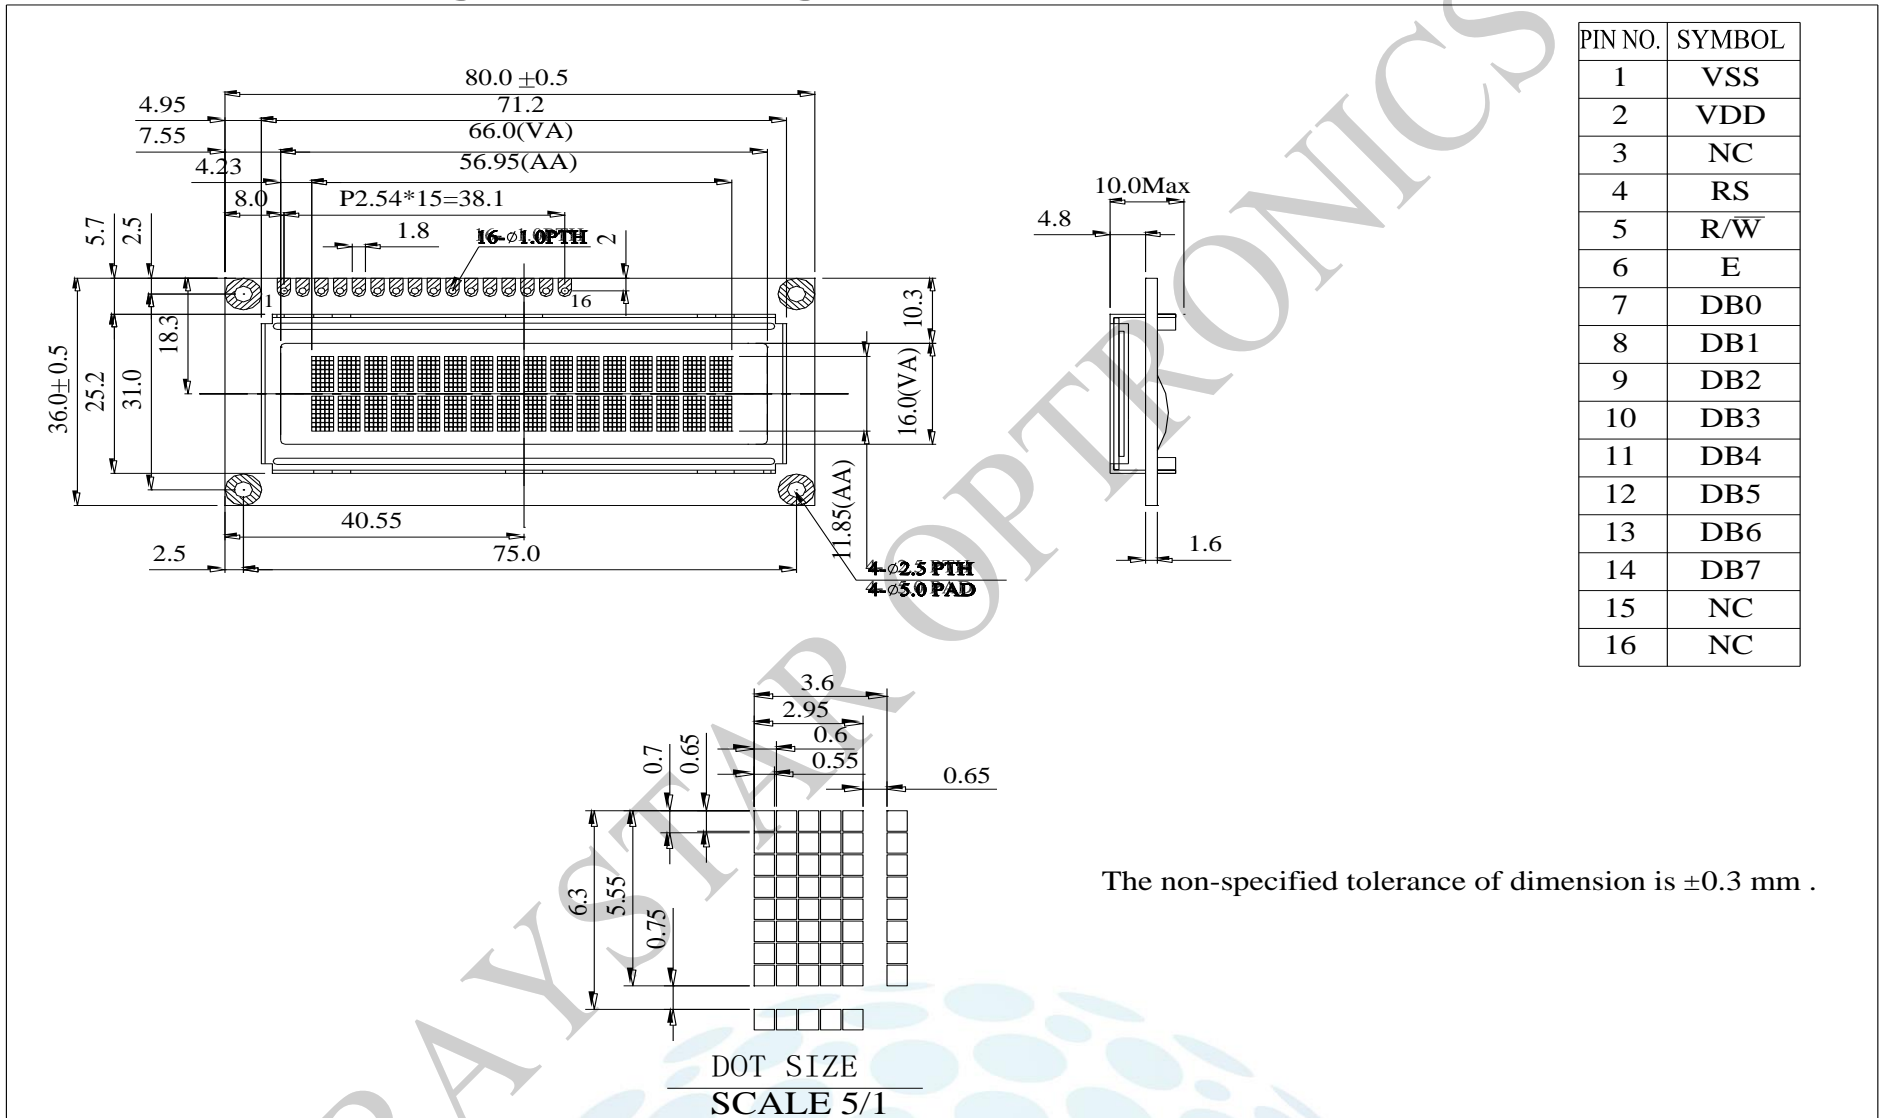 80.0 ±0.5
4.95
71.2
7.55
66.0(VA)
4.23
56.95(AA)
8.0
P2.54*15=38.1
5.7
2.5
1.8
16-ø1.0PTH
2
1
16
10.3
18.3
36.0±0.5
25.2
31.0
16.0(VA)
11.85(AA)
40.55
2.5
75.0
4-ø2.5 PTH
4-ø5.0 PAD
10.0Max
4.8
1.6
PIN NO. SYMBOL
1 VSS
2 VDD
3 NC
4 RS
5 R/W̅
6 E
7 DB0
8 DB1
9 DB2
10 DB3
11 DB4
12 DB5
13 DB6
14 DB7
15 NC
16 NC
3.6
2.95
0.6
0.55
0.7
0.65
0.65
6.3
5.55
0.75
The non-specified tolerance of dimension is ±0.3 mm .
DOT SIZE
SCALE 5/1
RAYSTAR OPTRONICS